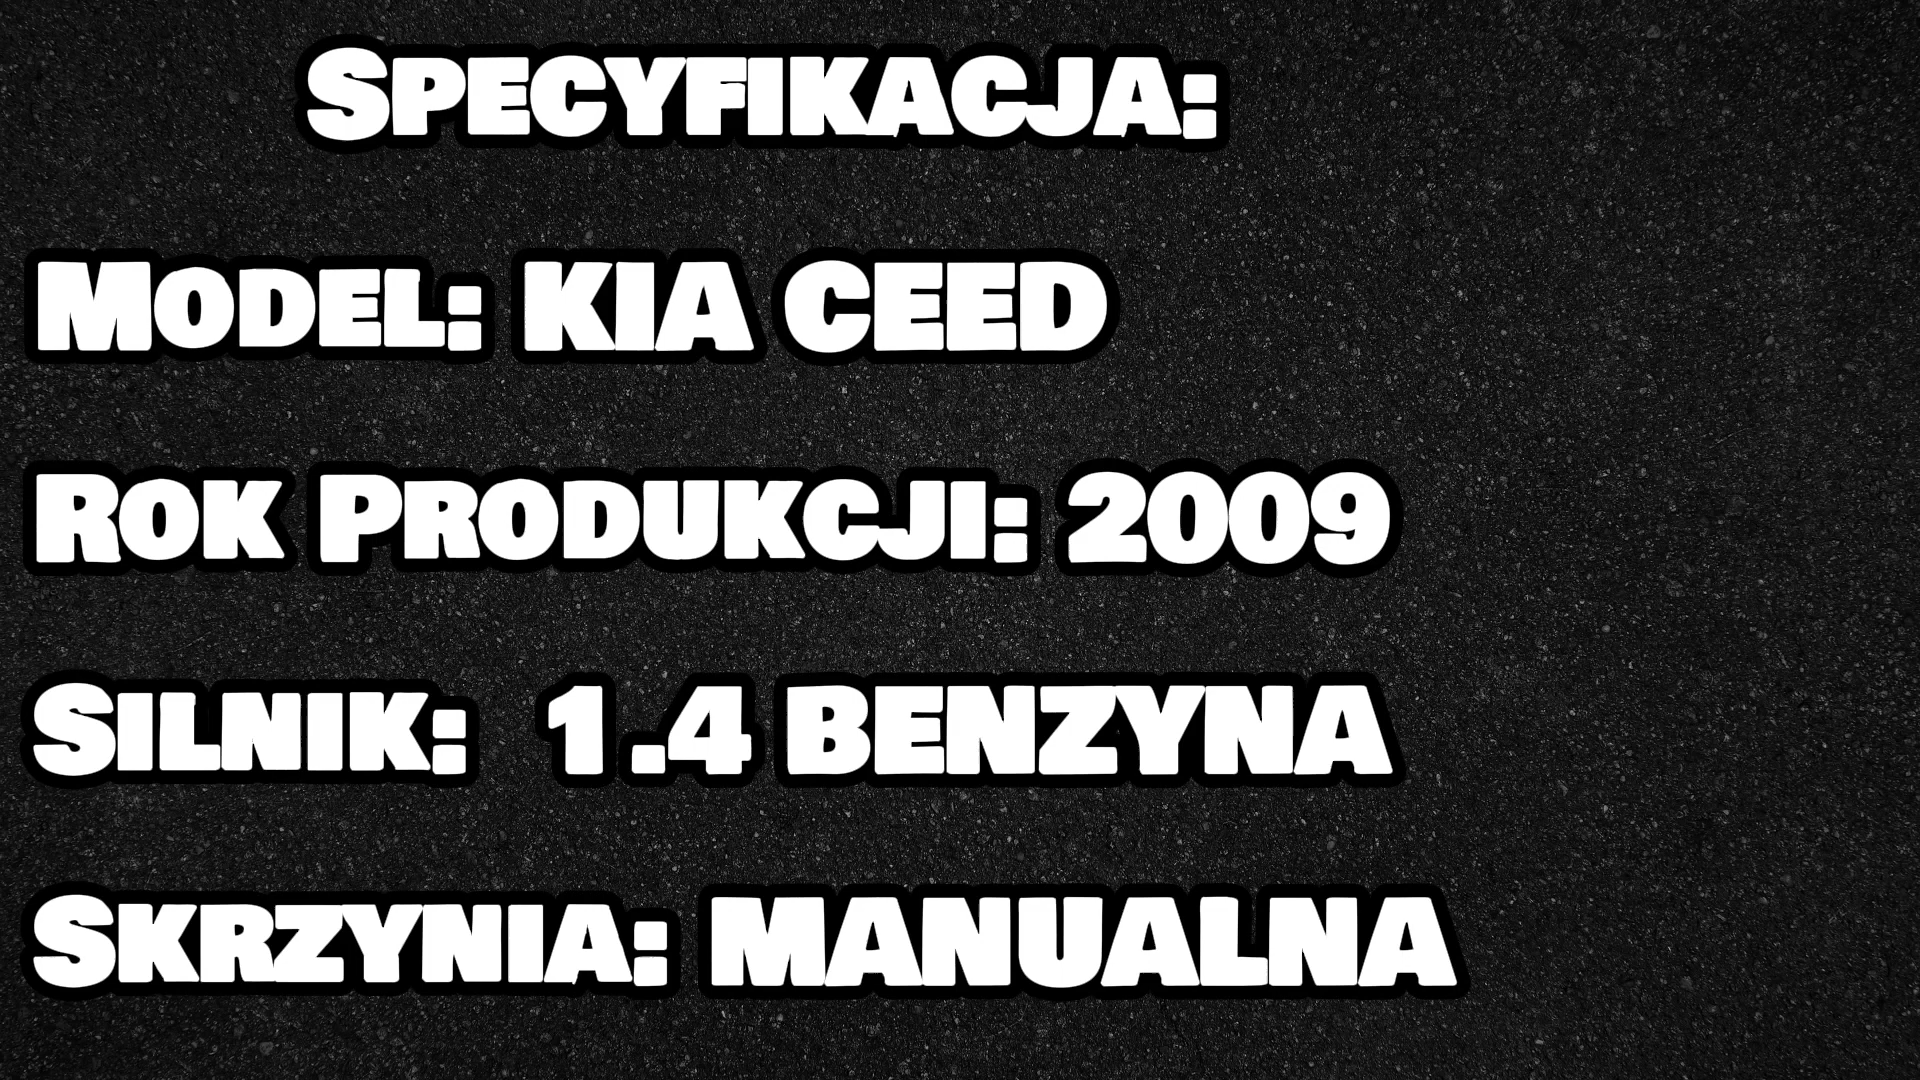 Specyfikacja:
Model: KIA CEED
Rok Produkcji: 2009
Silnik: 1.4 BENZYNA
Skrzynia: MANUALNA